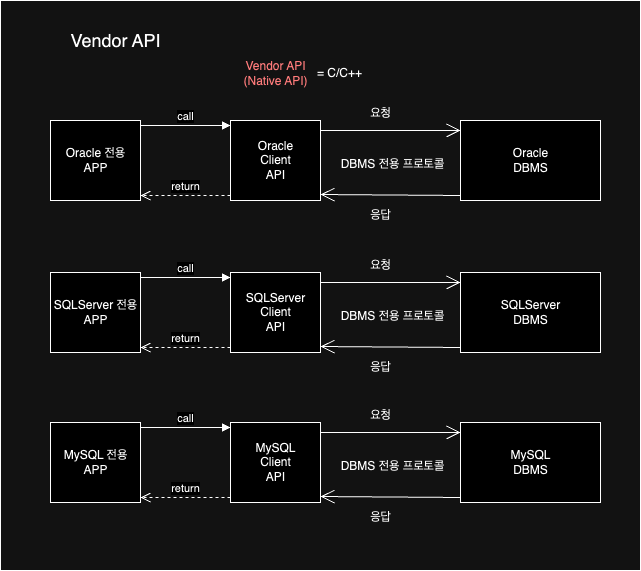 Vendor API
Vendor API
(Native API)
= C/C++
call
요청
Oracle 전용
APP
Oracle
Client
API
DBMS 전용 프로토콜
Oracle
DBMS
return
응답
call
요청
SQLServer 전용
APP
SQLServer
Client
API
DBMS 전용 프로토콜
SQLServer
DBMS
return
응답
call
요청
MySQL 전용
APP
MySQL
Client
API
DBMS 전용 프로토콜
MySQL
DBMS
return
응답